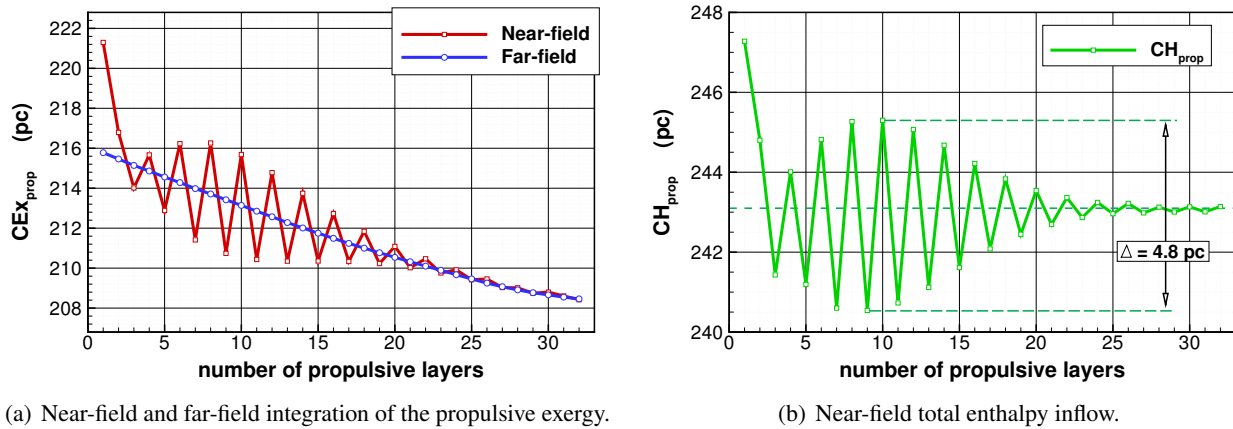 222
220
218
216
214
212
210
208
CEx_prop (pc)
Near-field
Far-field
0 5 10 15 20 25 30
number of propulsive layers
(a) Near-field and far-field integration of the propulsive exergy.
248
246
244
242
240
CH_prop (pc)
CH_prop
Δ = 4.8 pc
0 5 10 15 20 25 30
number of propulsive layers
(b) Near-field total enthalpy inflow.